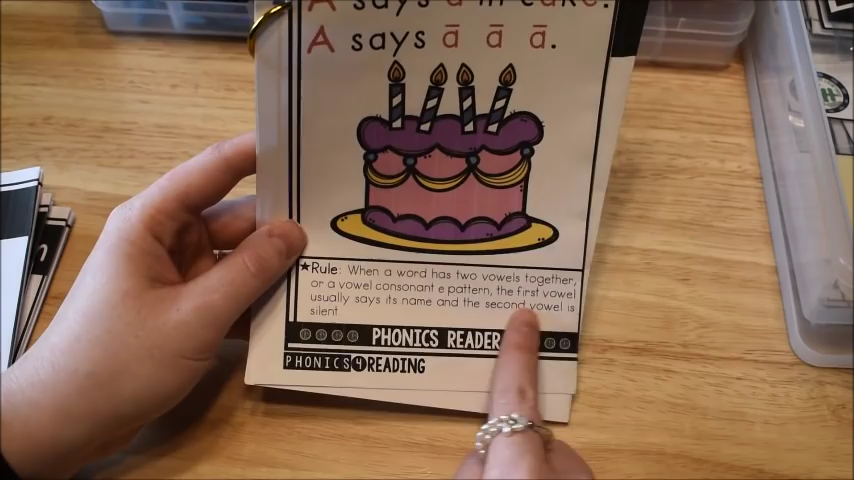 A says a in cake.
A says ā ā ā.
★Rule: When a word has two vowels together,
or a vowel consonant e pattern, the first vowel
usually says its name and the second vowel is
silent
PHONICS READER
PHONICS 4 READING